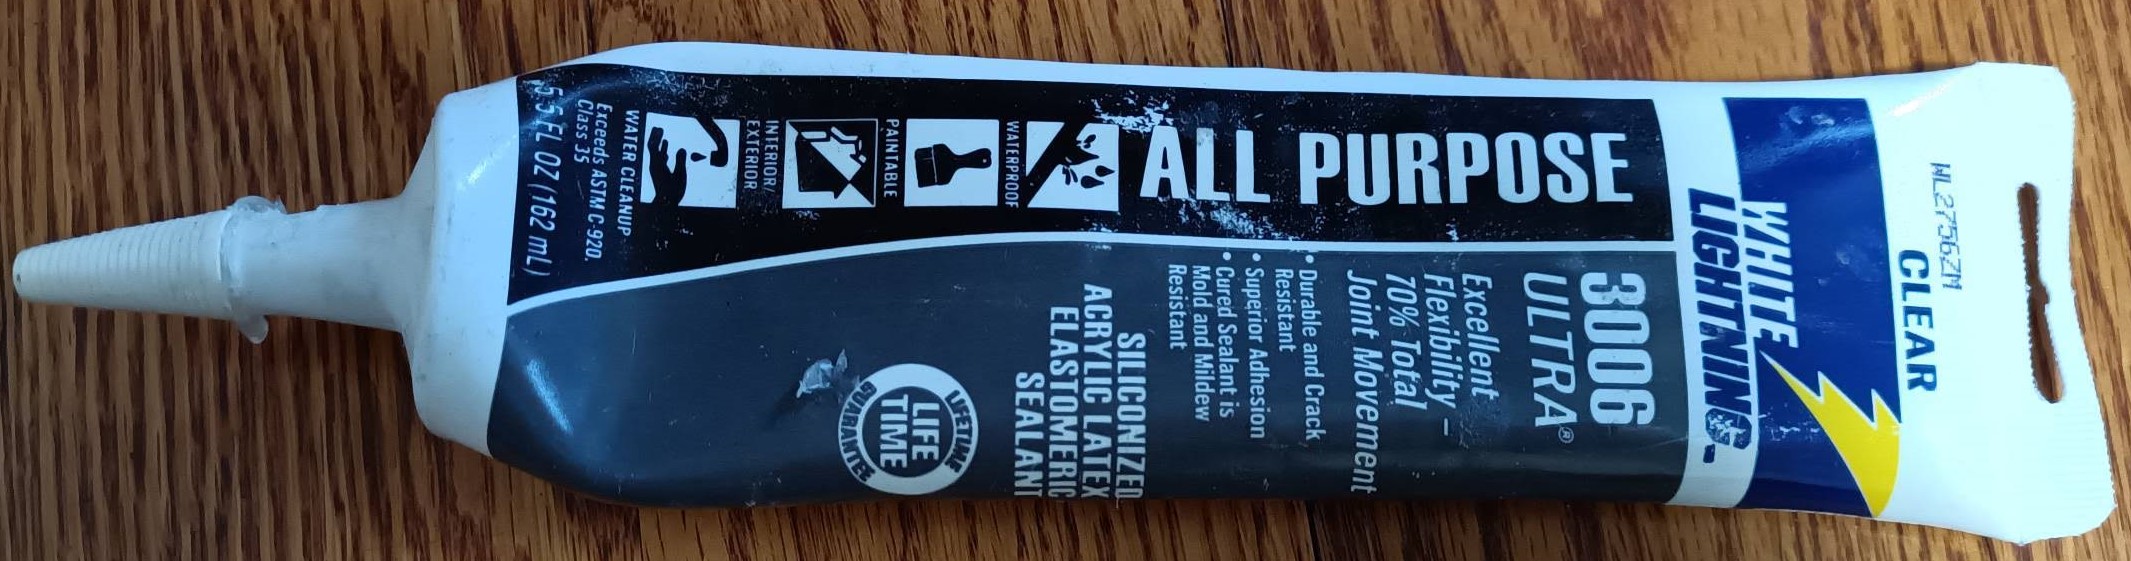 WL27562M
CLEAR
WHITE
LIGHTNING
3006
ULTRA®
Excellent
Flexibility –
70% Total
Joint Movement
• Durable and Crack
Resistant
• Superior Adhesion
• Cured Sealant is
Mold and Mildew
Resistant
SILICONIZED
ACRYLIC LATEX
ELASTOMERIC
SEALANT
LIFETIME
LIFE
TIME
GUARANTEE
ALL PURPOSE
WATERPROOF
PAINTABLE
INTERIOR/
EXTERIOR
WATER CLEANUP
Exceeds ASTM C-920,
Class 35
5.5 FL OZ (162 mL)